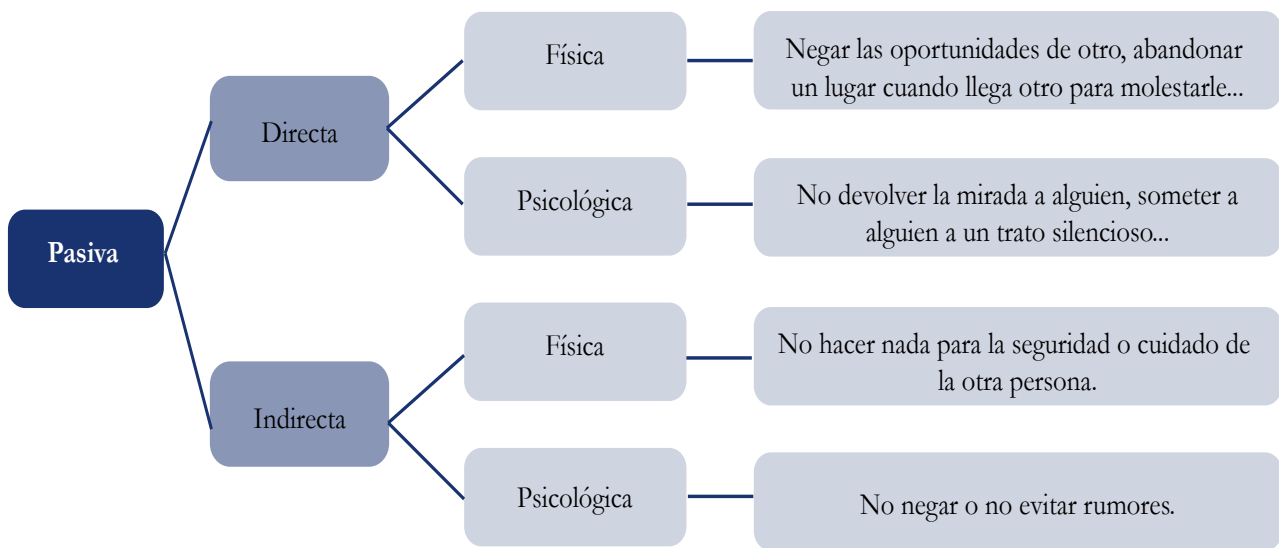 Pasiva
Directa
Física
Negar las oportunidades de otro, abandonar
un lugar cuando llega otro para molestarle...
Psicológica
No devolver la mirada a alguien, someter a
alguien a un trato silencioso...
Indirecta
Física
No hacer nada para la seguridad o cuidado de
la otra persona.
Psicológica
No negar o no evitar rumores.